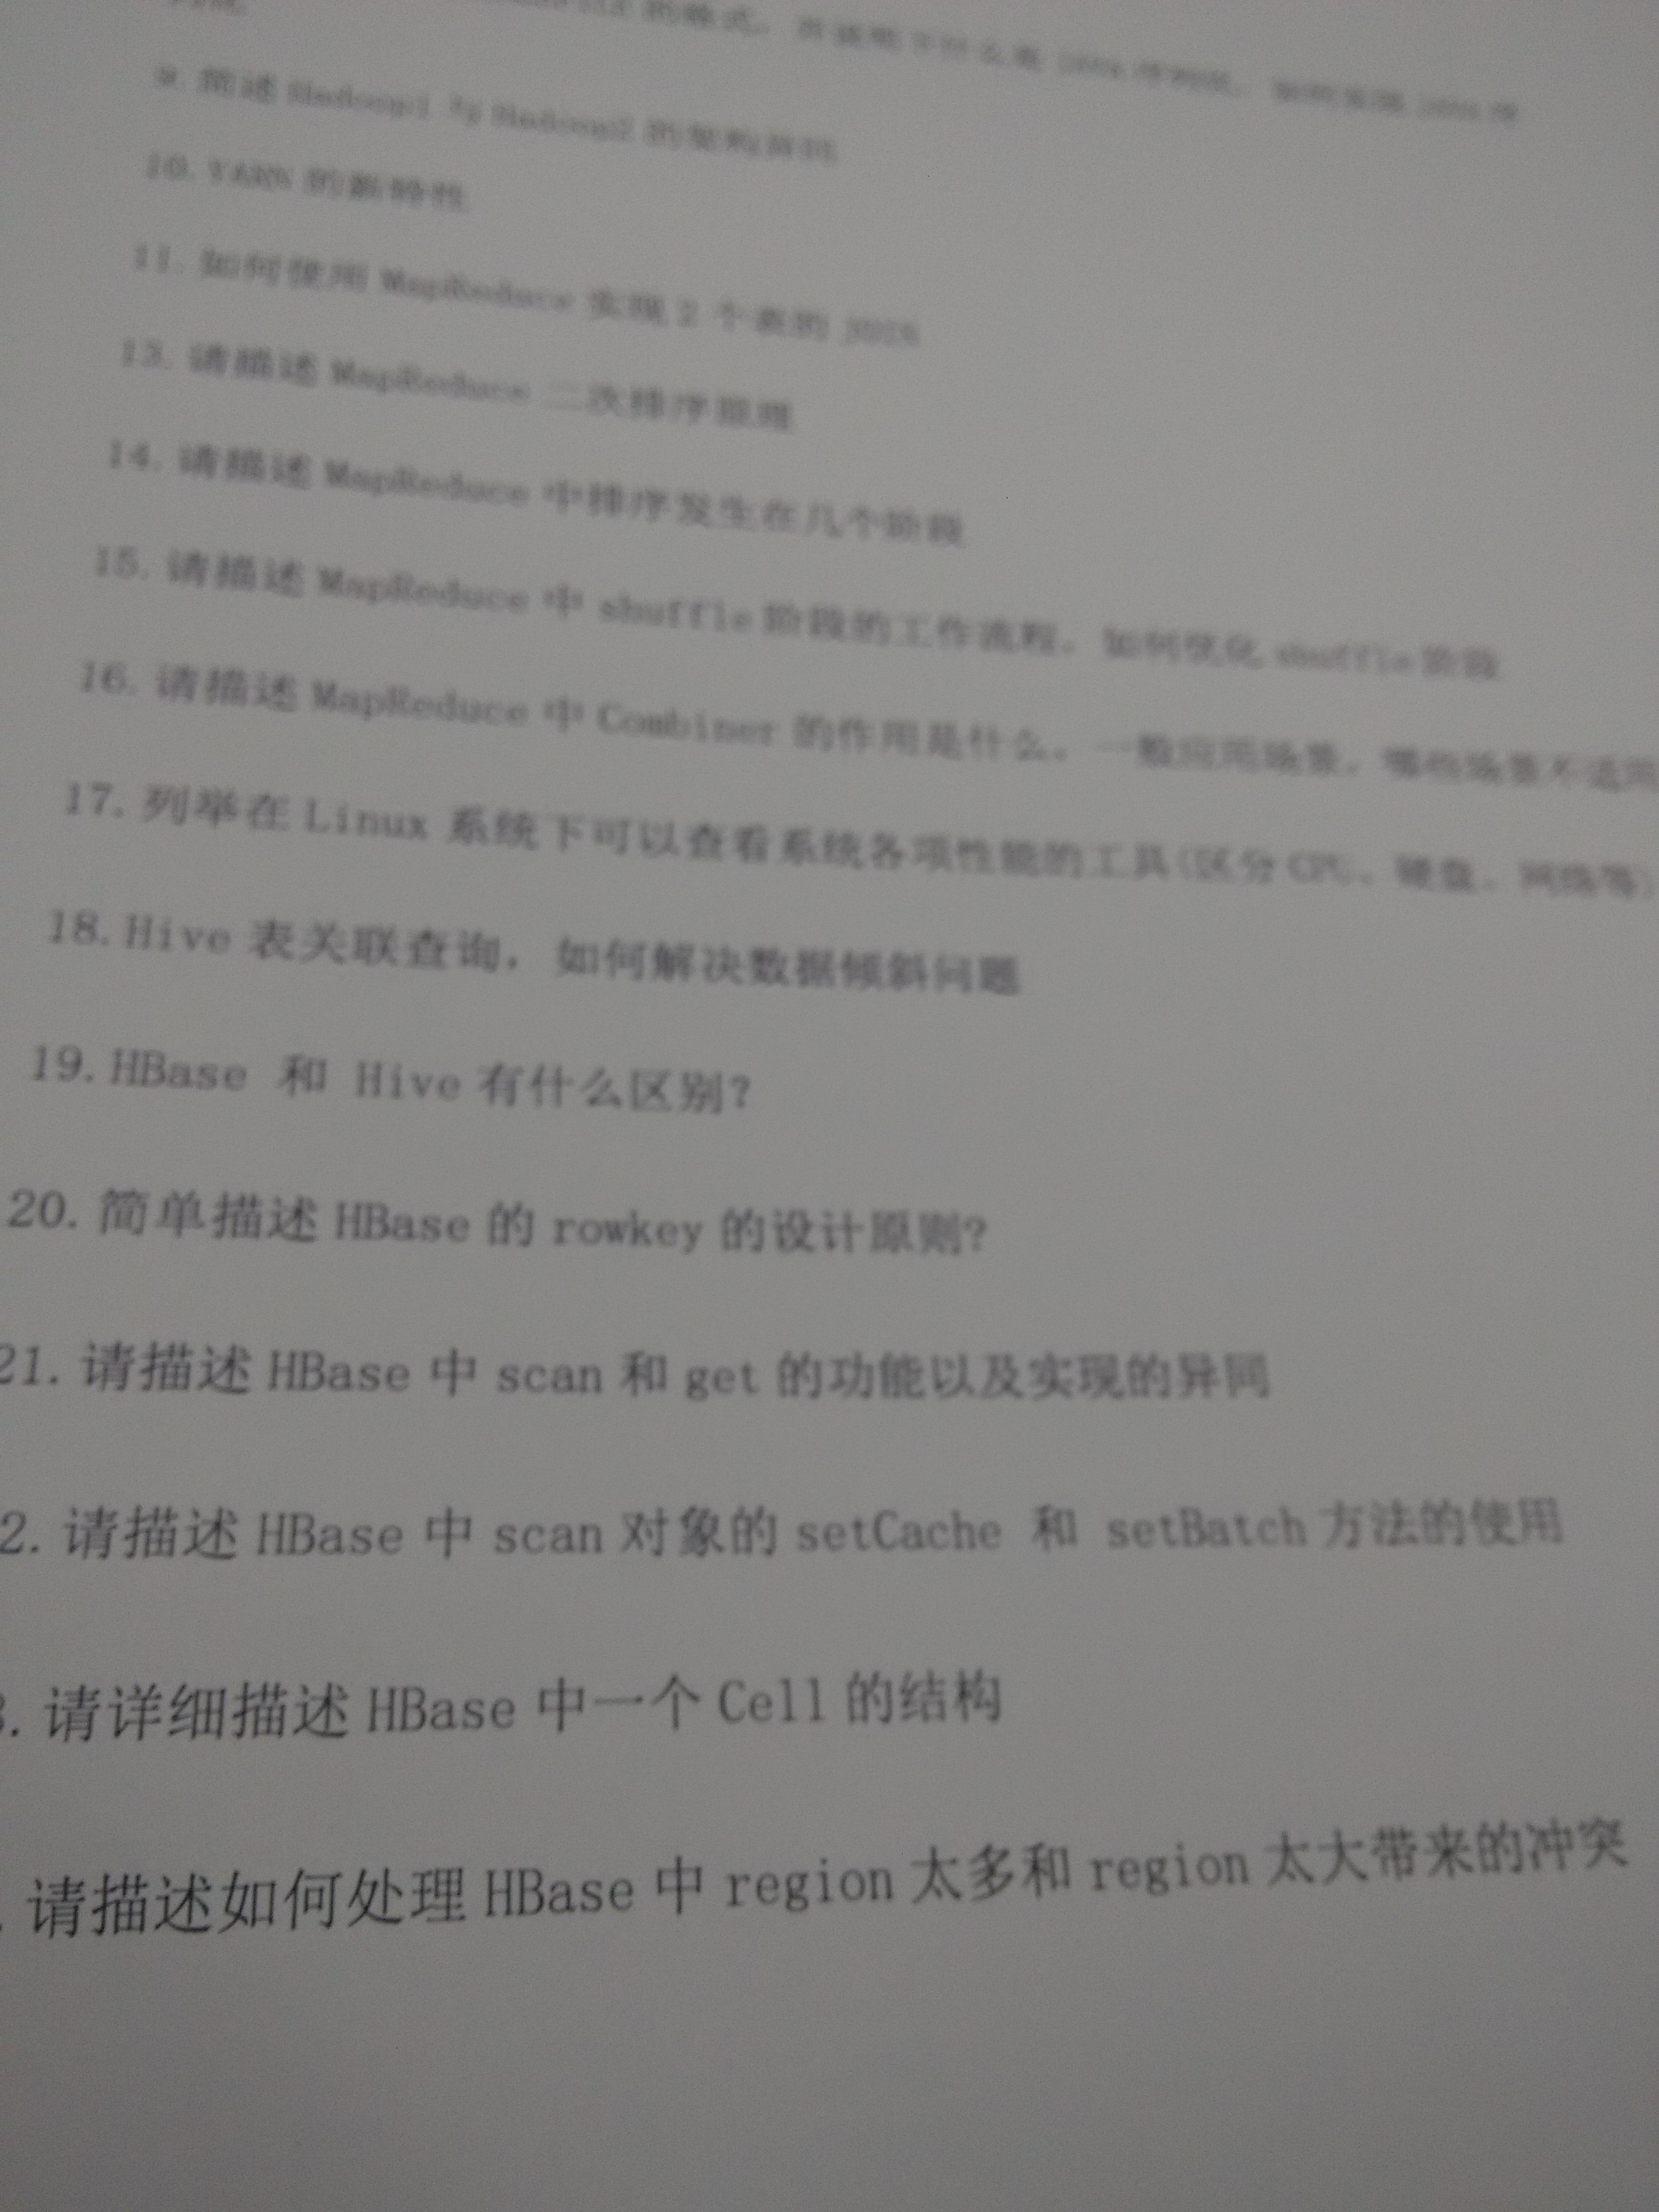 的格式，并说明下什么是 JAVA 序列化，如何实现 JAVA 序
9. 简述 Hadoop1 与 Hadoop2 的架构异同
10. YARN 的新特性
11. 如何使用 MapReduce 实现 2 个表的 JOIN
13. 请描述 MapReduce 二次排序原理
14. 请描述 MapReduce 中排序发生在几个阶段
15. 请描述 MapReduce 中 shuffle 阶段的工作流程，如何优化 shuffle 阶段
16. 请描述 MapReduce 中 Combiner 的作用是什么，一般应用场景，哪些场景不适用
17. 列举在 Linux 系统下可以查看系统各项性能的工具(区分 CPU、硬盘、网络等)
18. Hive 表关联查询，如何解决数据倾斜问题
19. HBase 和 Hive 有什么区别?
20. 简单描述 HBase 的 rowkey 的设计原则?
21. 请描述 HBase 中 scan 和 get 的功能以及实现的异同
2. 请描述 HBase 中 scan 对象的 setCache 和 setBatch 方法的使用
3. 请详细描述 HBase 中一个 Cell 的结构
. 请描述如何处理 HBase 中 region 太多和 region 太大带来的冲突